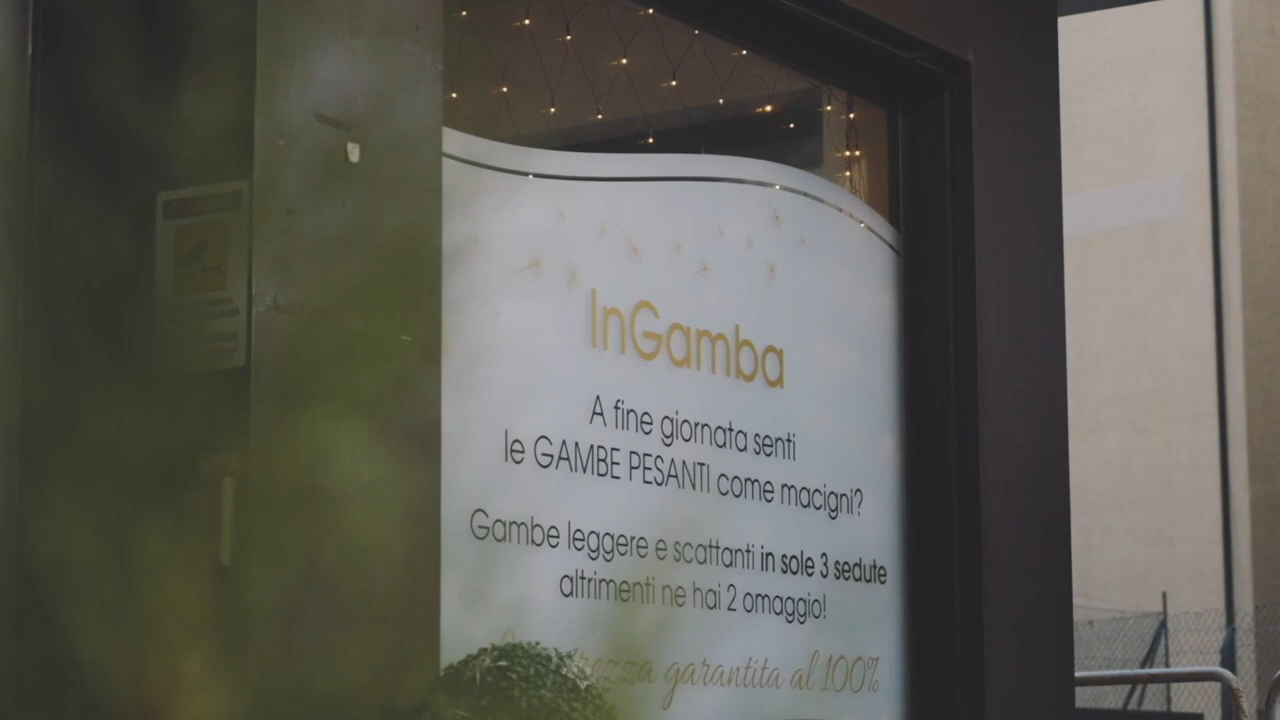 InGamba
A fine giornata senti
le GAMBE PESANTI come macigni?
Gambe leggere e scattanti in sole 3 sedute
altrimenti ne hai 2 omaggio!
garantita al 100%